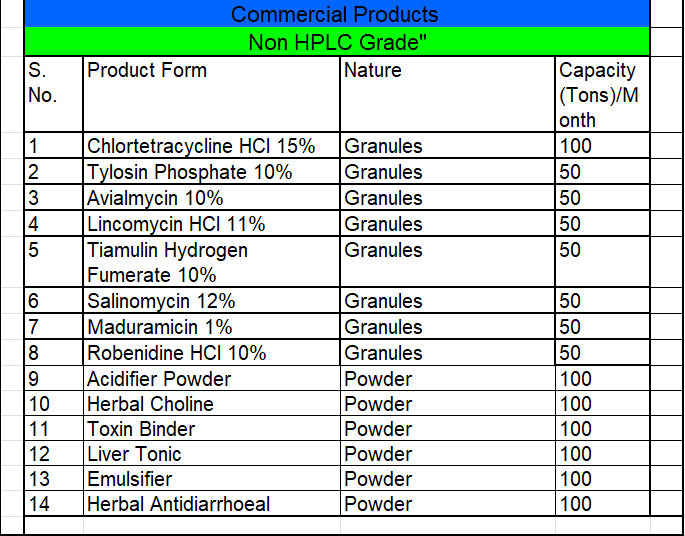 Commercial Products
Non HPLC Grade"
S. No. Product Form Nature Capacity (Tons)/Month
1 Chlortetracycline HCl 15% Granules 100
2 Tylosin Phosphate 10% Granules 50
3 Avialmycin 10% Granules 50
4 Lincomycin HCl 11% Granules 50
5 Tiamulin Hydrogen Fumerate 10% Granules 50
6 Salinomycin 12% Granules 50
7 Maduramicin 1% Granules 50
8 Robenidine HCl 10% Granules 50
9 Acidifier Powder Powder 100
10 Herbal Choline Powder 100
11 Toxin Binder Powder 100
12 Liver Tonic Powder 100
13 Emulsifier Powder 100
14 Herbal Antidiarrhoeal Powder 100